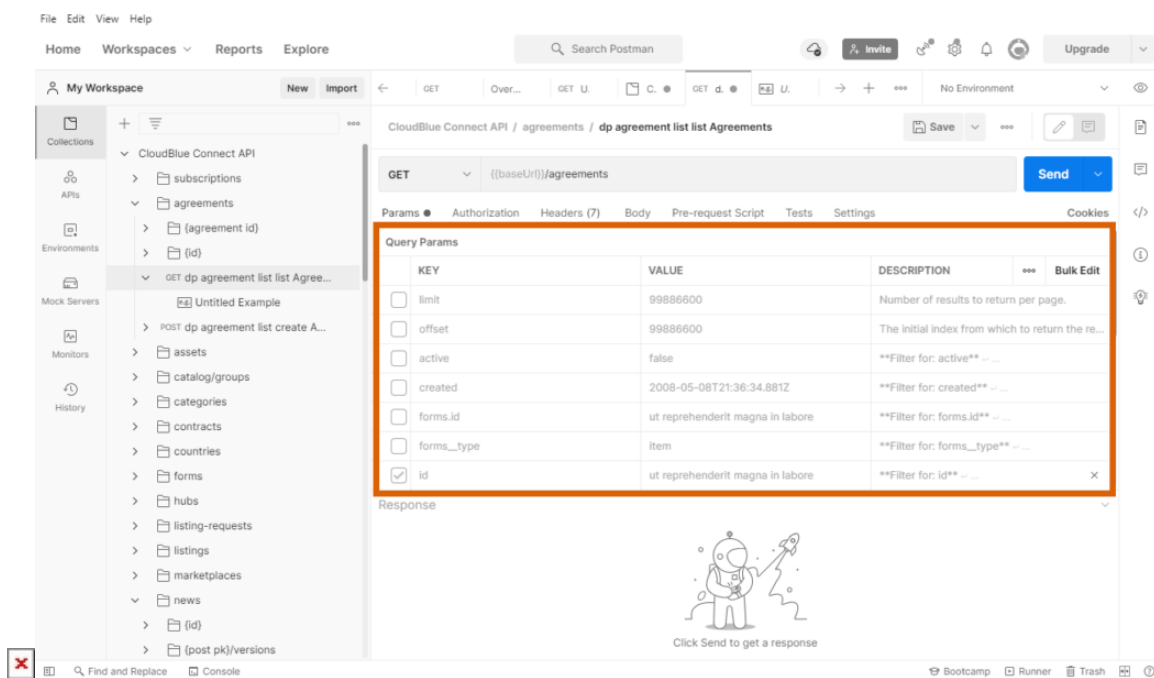 File Edit View Help
Home Workspaces Reports Explore Search Postman Invite Upgrade
My Workspace New Import GET Over... GET U. C. GET d. e.g. U. No Environment
Collections
APIs
Environments
Mock Servers
Monitors
History
CloudBlue Connect API
subscriptions
agreements
{agreement id}
{id}
GET dp agreement list list Agree...
e.g. Untitled Example
POST dp agreement list create A...
assets
catalog/groups
categories
contracts
countries
forms
hubs
listing-requests
listings
marketplaces
news
{id}
{post pk}/versions
CloudBlue Connect API / agreements / dp agreement list list Agreements Save
GET {{baseUrl}}/agreements Send
Params Authorization Headers (7) Body Pre-request Script Tests Settings Cookies
Query Params
KEY VALUE DESCRIPTION Bulk Edit
limit 99886600 Number of results to return per page.
offset 99886600 The initial index from which to return the re...
active false **Filter for: active** ...
created 2008-05-08T21:36:34.881Z **Filter for: created** ...
forms.id ut reprehenderit magna in labore **Filter for: forms.id** ...
forms__type item **Filter for: forms__type** ...
id ut reprehenderit magna in labore **Filter for: id** ...
Response
Click Send to get a response
Find and Replace Console Bootcamp Runner Trash